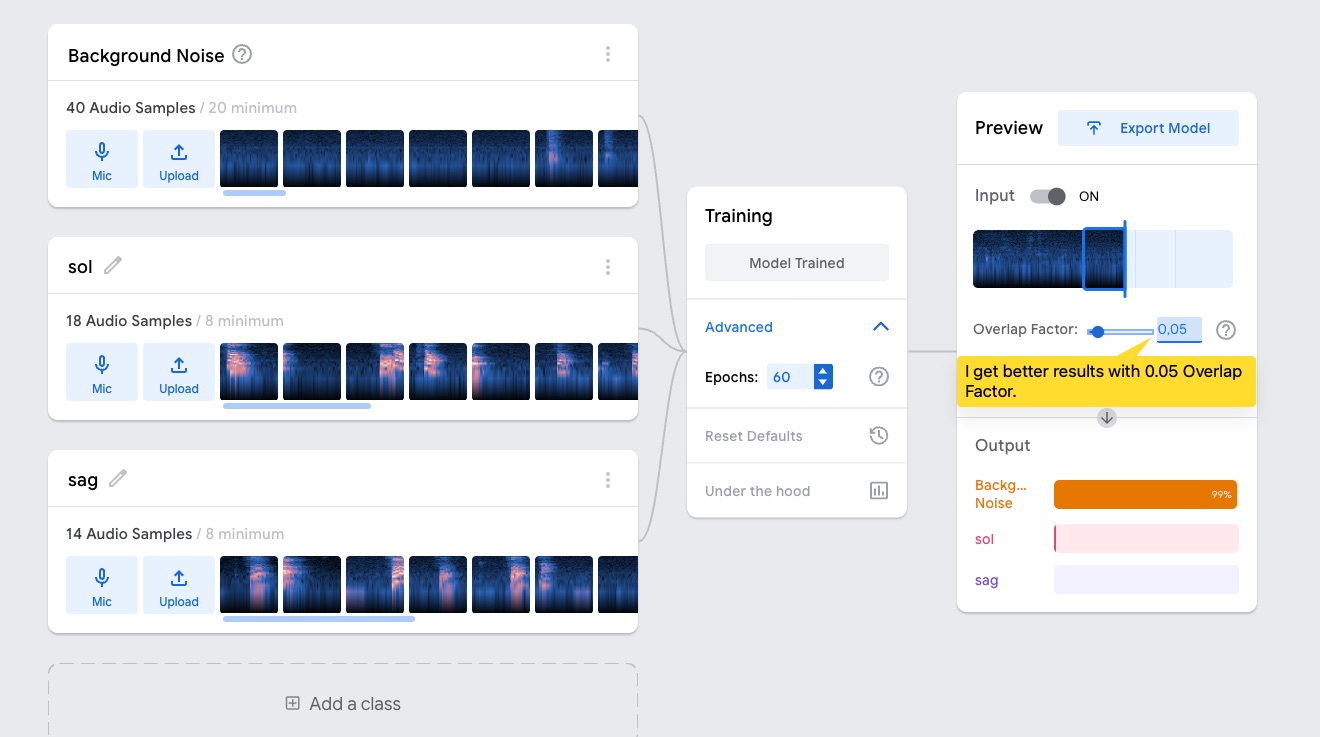 Background Noise
40 Audio Samples / 20 minimum
Mic
Upload
sol
18 Audio Samples / 8 minimum
Mic
Upload
sag
14 Audio Samples / 8 minimum
Mic
Upload
Add a class
Training
Model Trained
Advanced
Epochs: 60
Reset Defaults
Under the hood
Preview
Export Model
Input ON
Overlap Factor: 0,05
I get better results with 0.05 Overlap
Factor.
Output
Backg...
Noise
99%
sol
sag